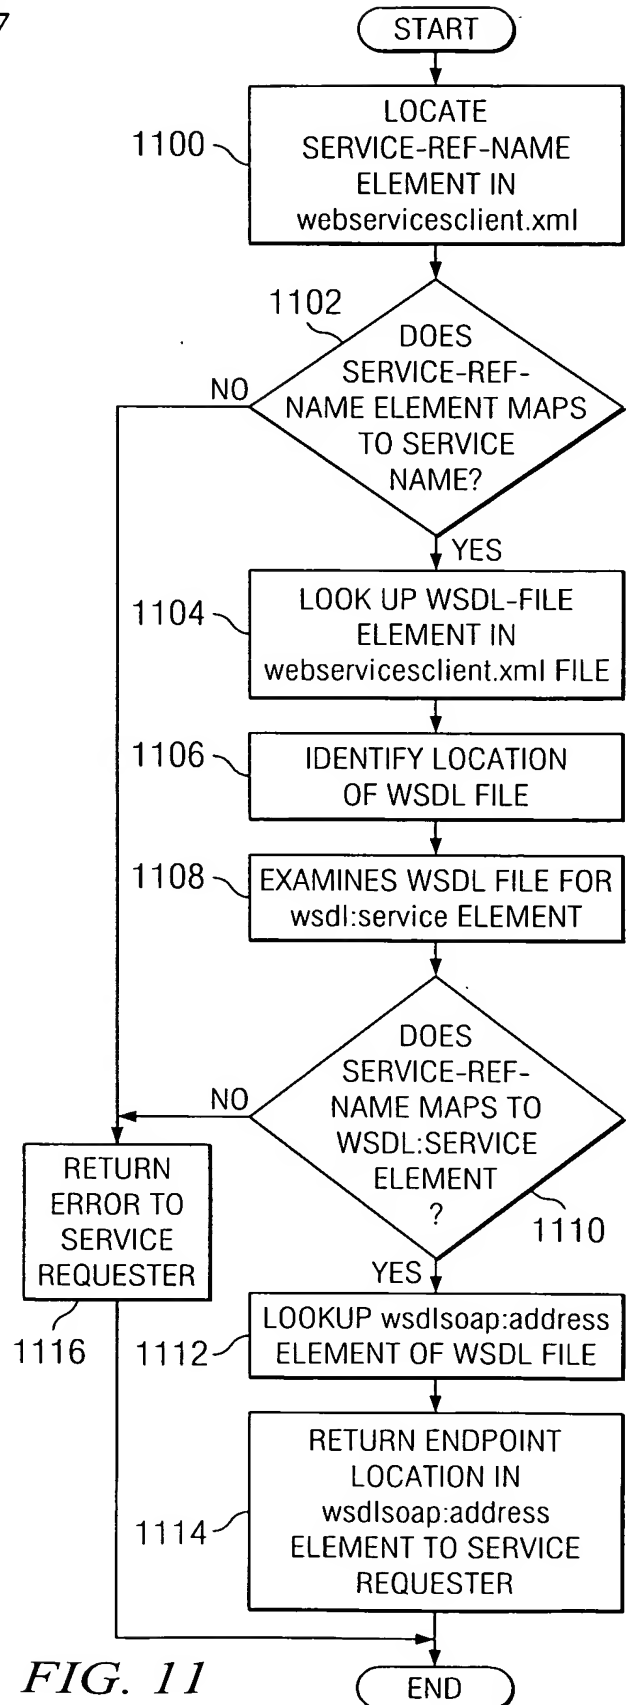 7
START
1100
LOCATE
SERVICE-REF-NAME
ELEMENT IN
webservicesclient.xml
1102
DOES
SERVICE-REF-
NAME ELEMENT MAPS
TO SERVICE
NAME?
NO
YES
1104
LOOK UP WSDL-FILE
ELEMENT IN
webservicesclient.xml FILE
1106
IDENTIFY LOCATION
OF WSDL FILE
1108
EXAMINES WSDL FILE FOR
wsdl:service ELEMENT
DOES
SERVICE-REF-
NAME MAPS TO
WSDL:SERVICE
ELEMENT
?
1110
NO
YES
RETURN
ERROR TO
SERVICE
REQUESTER
1116
1112
LOOKUP wsdlsoap:address
ELEMENT OF WSDL FILE
1114
RETURN ENDPOINT
LOCATION IN
wsdlsoap:address
ELEMENT TO SERVICE
REQUESTER
END
FIG. 11